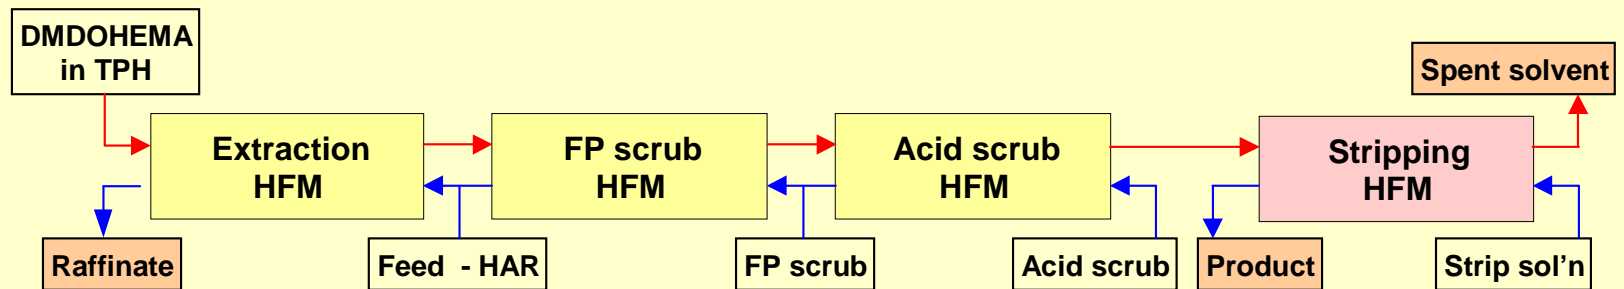 DMDOHEMA
in TPH
Spent solvent
Extraction
HFM
FP scrub
HFM
Acid scrub
HFM
Stripping
HFM
Raffinate
Feed - HAR
FP scrub
Acid scrub
Product
Strip sol'n